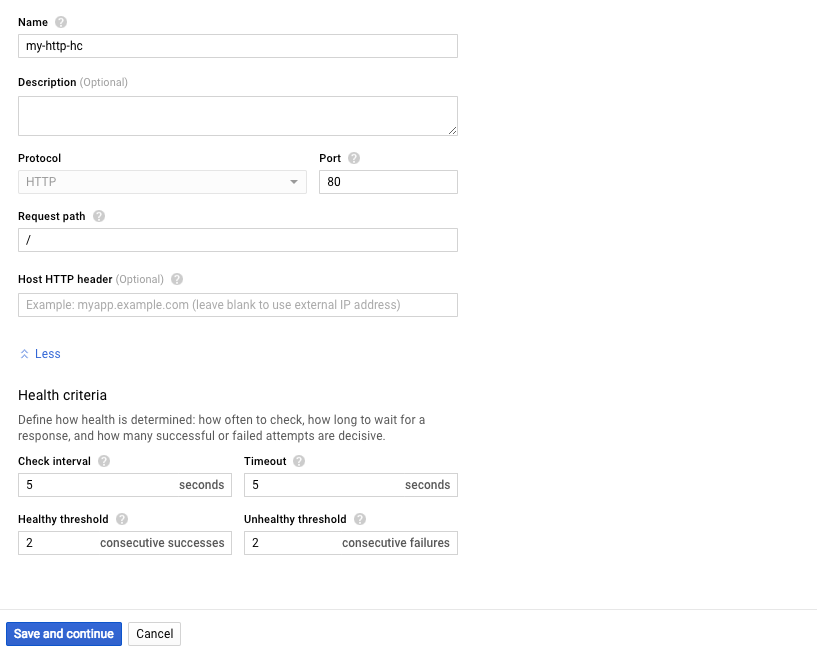 Name
my-http-hc
Description (Optional)
Protocol Port
HTTP 80
Request path
/
Host HTTP header (Optional)
Example: myapp.example.com (leave blank to use external IP address)
Less
Health criteria
Define how health is determined: how often to check, how long to wait for a
response, and how many successful or failed attempts are decisive.
Check interval Timeout
5 seconds 5 seconds
Healthy threshold Unhealthy threshold
2 consecutive successes 2 consecutive failures
Save and continue Cancel